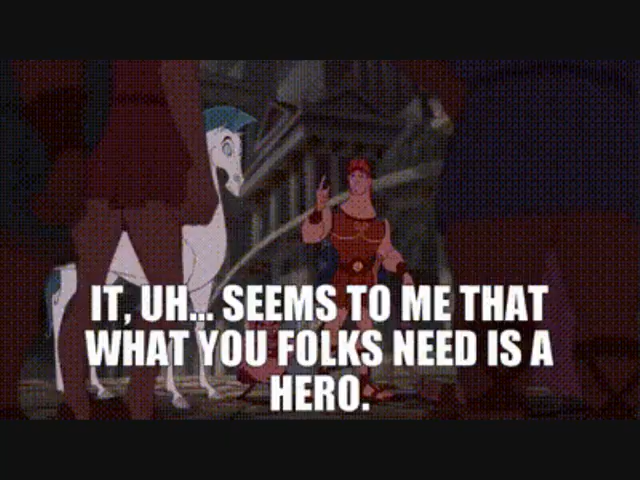 IT, UH... SEEMS TO ME THAT
WHAT YOU FOLKS NEED IS A
HERO.